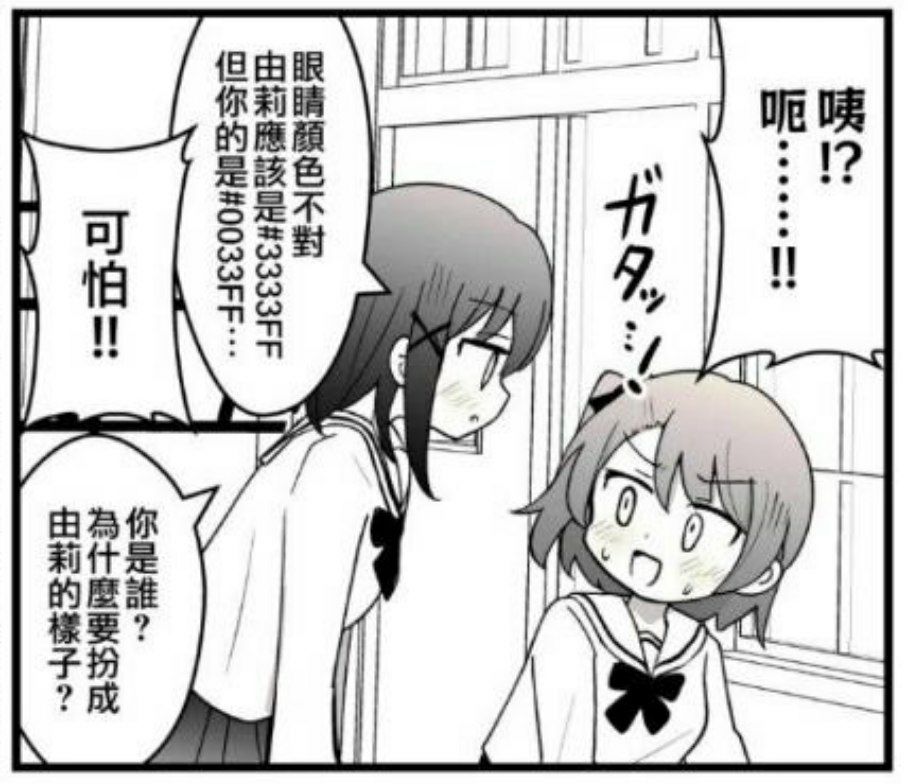 咦!?
呃……!!
ガタッ…!
眼睛顏色不對
由莉應該是#3333FF
但你的是#0033FF…
可怕!!
你是誰?
為什麼要扮成
由莉的樣子?